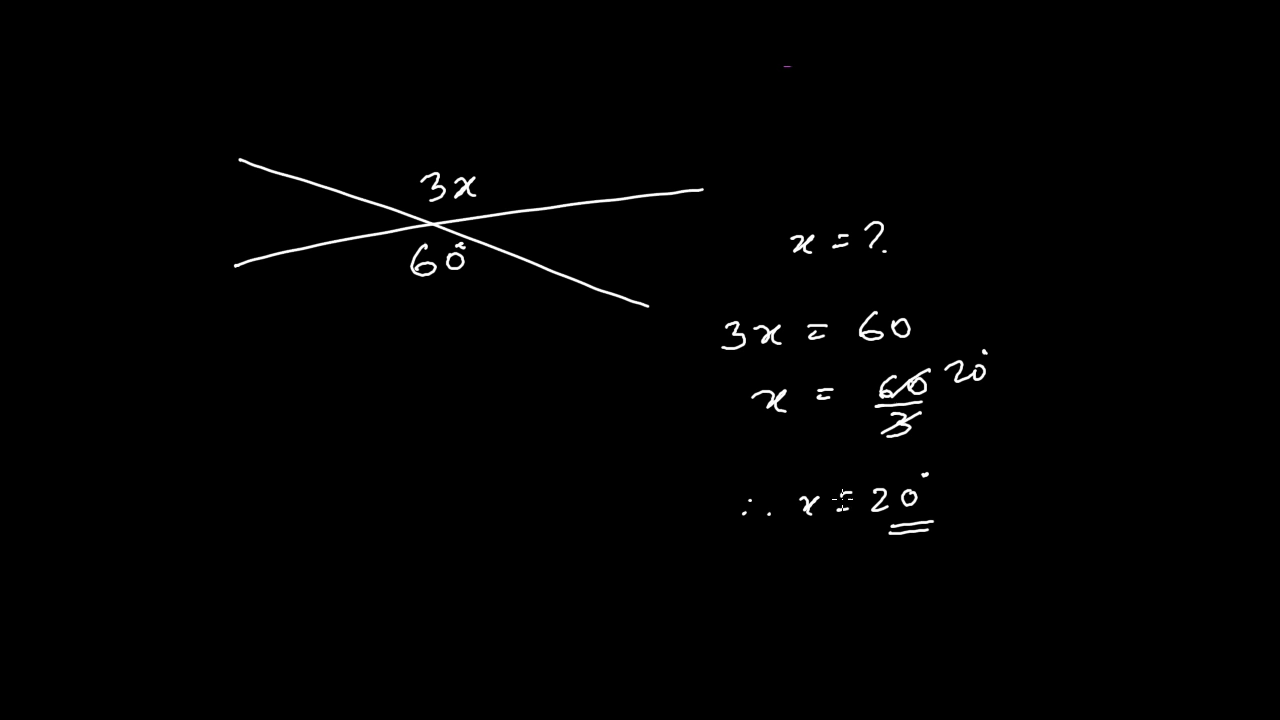 3x
60°
x = ?
3x = 60
x = 60/3 20°
∴ x = 20°